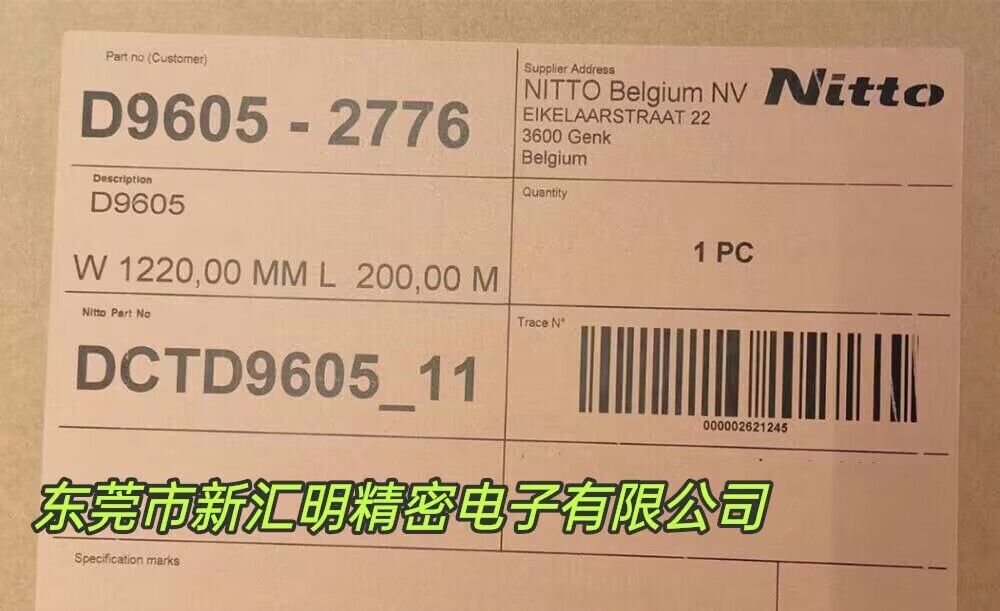 Part no (Customer)
D9605 - 2776
Supplier Address
NITTO Belgium NV
EIKELAARSTRAAT 22
3600 Genk
Belgium
Nitto
Description
D9605
W 1220,00 MM L 200,00 M
Quantity
1 PC
Nitto Part No
DCTD9605_11
Trace N°
000002621245
东莞市新汇明精密电子有限公司
Specification marks